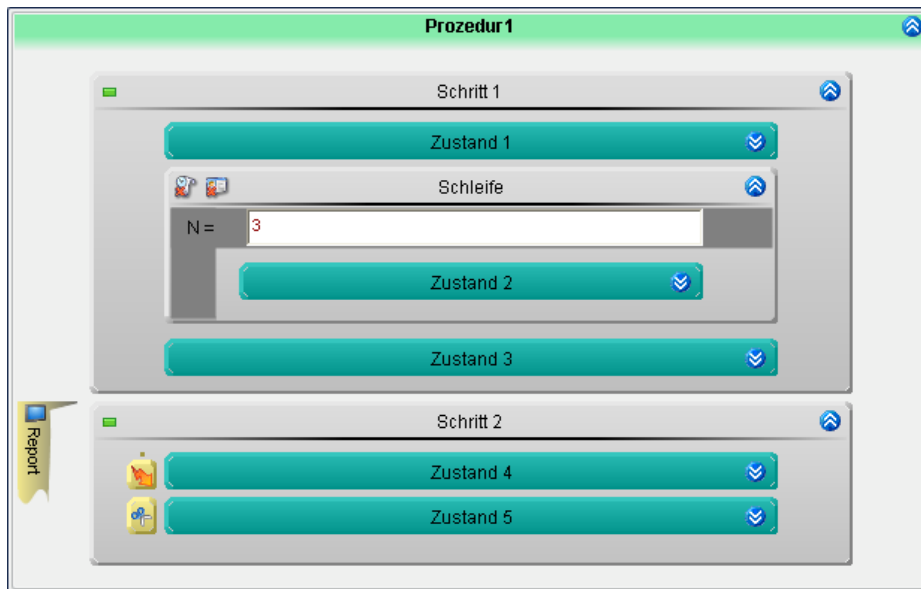 Prozedur1
Schritt 1
Zustand 1
Schleife
N =
3
Zustand 2
Zustand 3
Report
Schritt 2
Zustand 4
Zustand 5